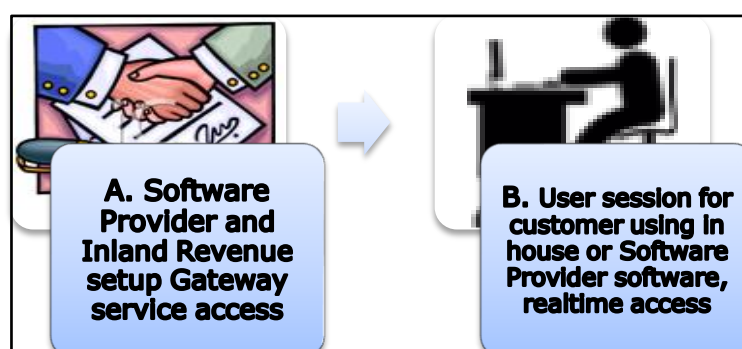 A. Software
Provider and
Inland Revenue
setup Gateway
service access
B. User session for
customer using in
house or Software
Provider software,
realtime access